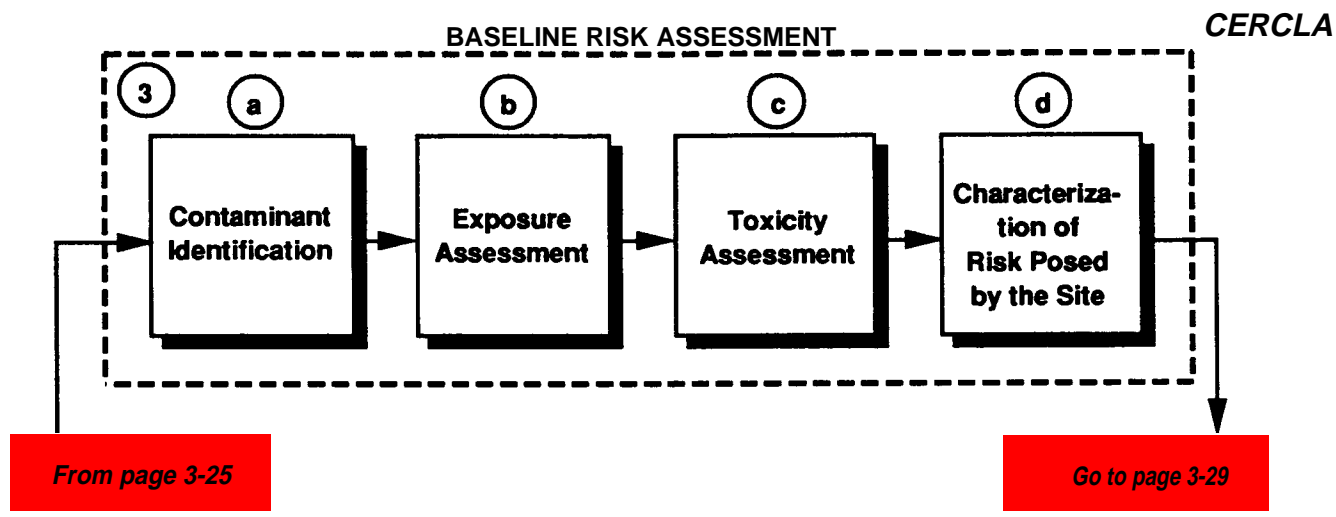 CERCLA
BASELINE RISK ASSESSMENT
3
a
b
c
d
Contaminant
Identification
Exposure
Assessment
Toxicity
Assessment
Characteriza-
tion of
Risk Posed
by the Site
From page 3-25
Go to page 3-29